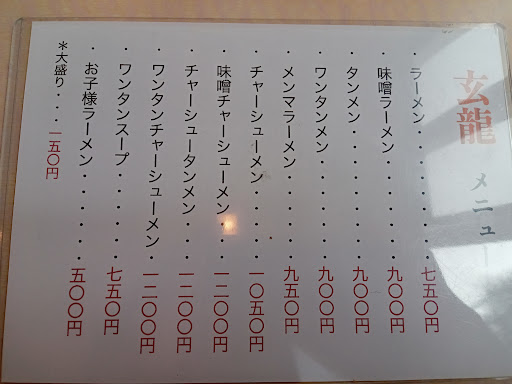 玄龍 メニュー
・ラーメン・・・・・・・七五〇円
・味噌ラーメン・・・・・九〇〇円
・タンメン・・・・・・・九〇〇円
・ワンタンメン・・・・・九〇〇円
・メンマラーメン・・・・九五〇円
・チャーシューメン・・・一〇五〇円
・味噌チャーシューメン・・一二〇〇円
・チャーシュータンメン・・一二〇〇円
・ワンタンチャーシューメン・一二〇〇円
・ワンタンスープ・・・・・七五〇円
・お子様ラーメン・・・・・五〇〇円
*大盛り・・・一五〇円